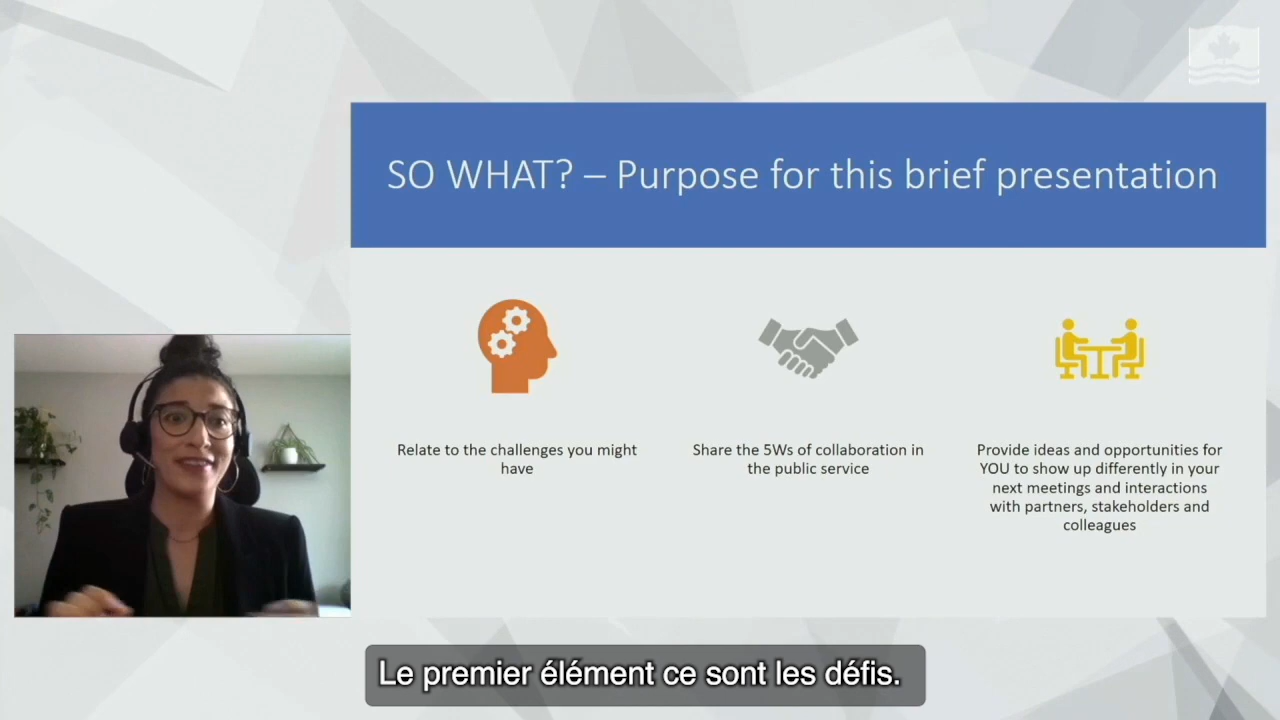 SO WHAT? – Purpose for this brief presentation
Relate to the challenges you might
have
Share the 5Ws of collaboration in
the public service
Provide ideas and opportunities for
YOU to show up differently in your
next meetings and interactions
with partners, stakeholders and
colleagues
Le premier élément ce sont les défis.